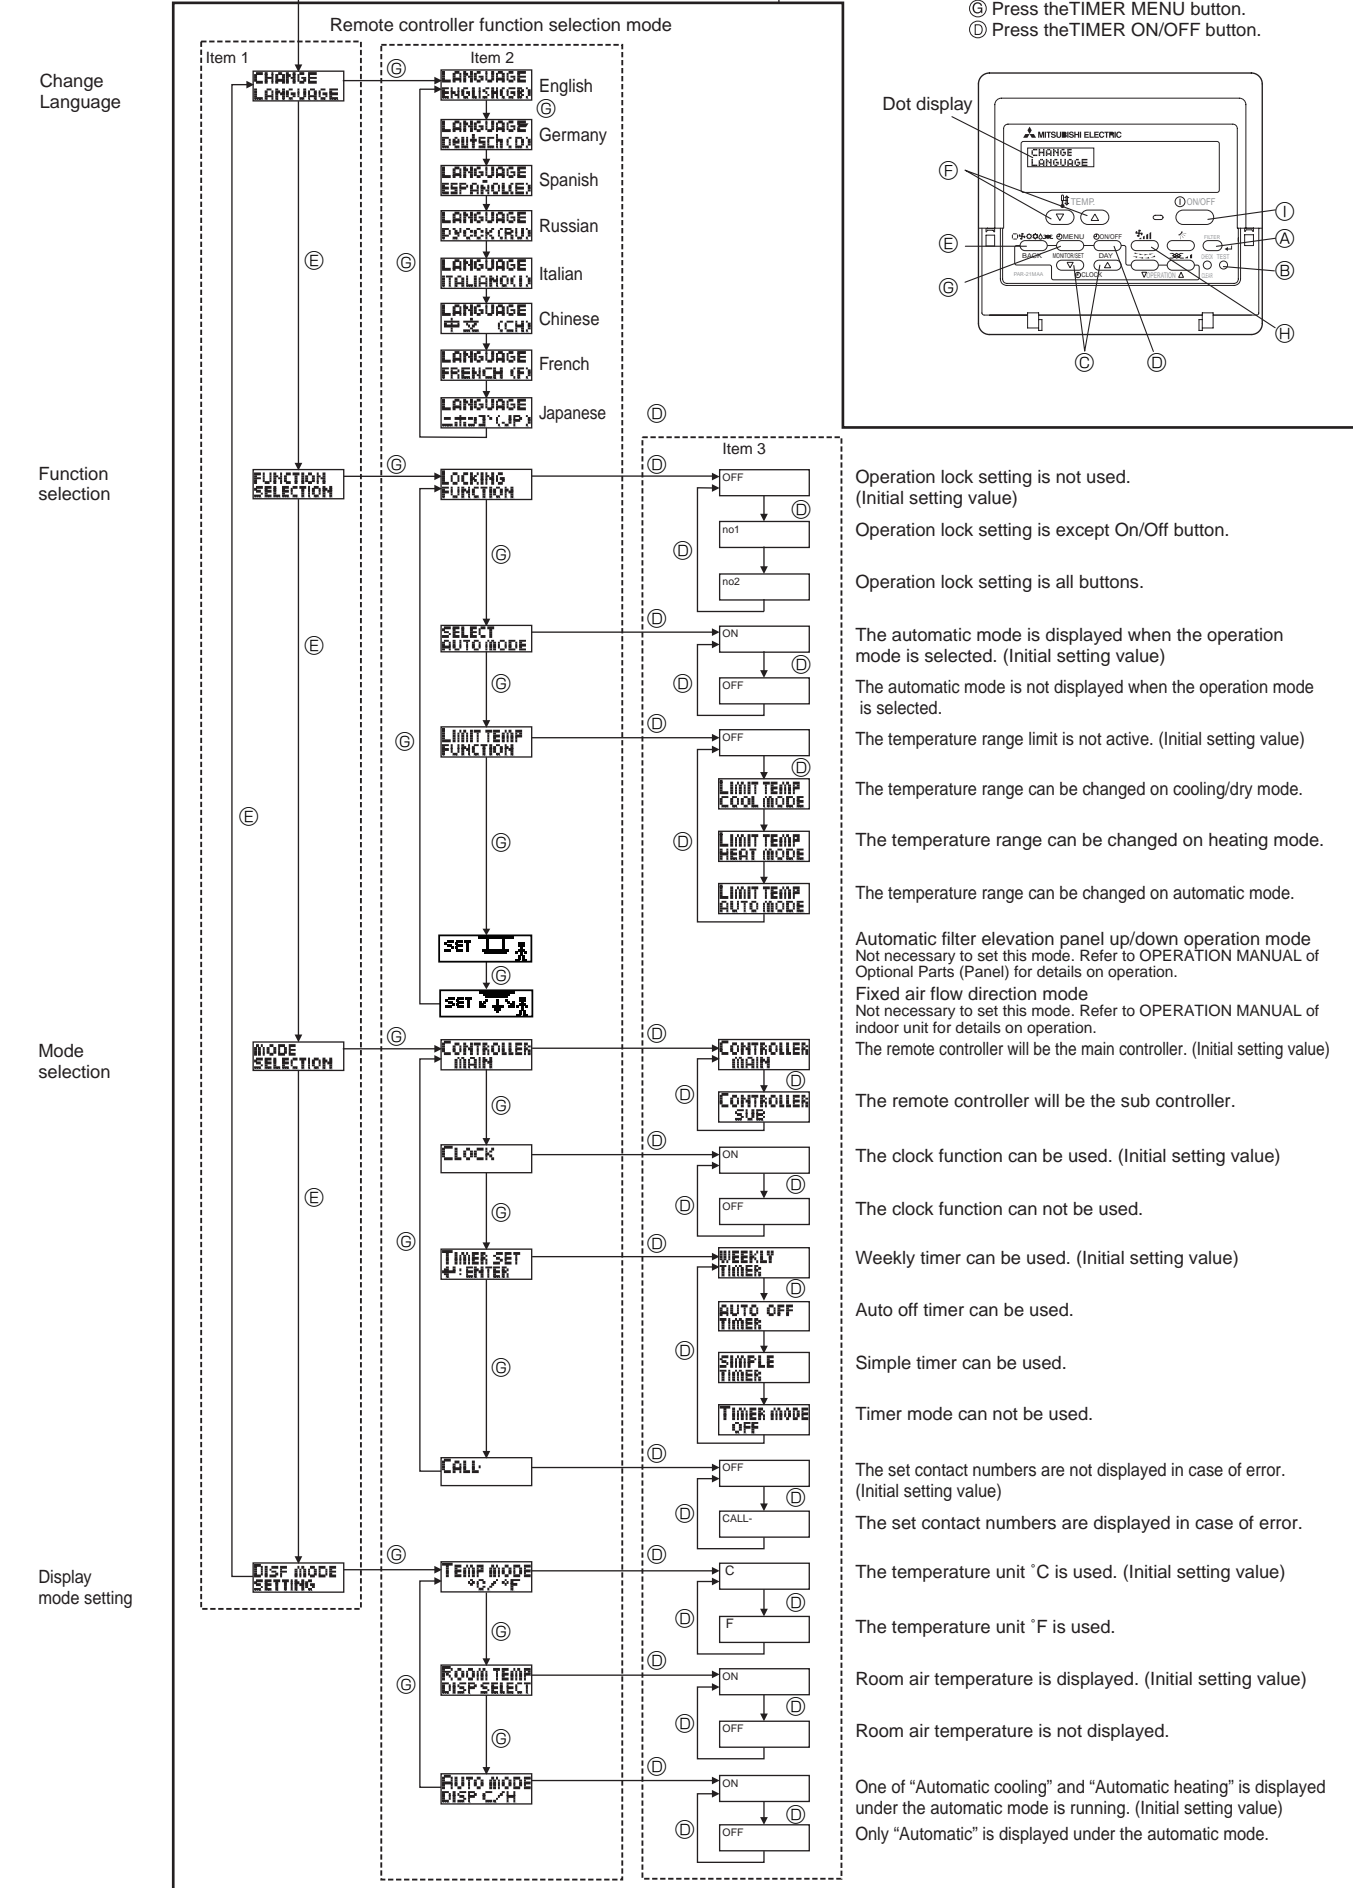 Ⓖ Press theTIMER MENU button.
Ⓓ Press theTIMER ON/OFF button.
Remote controller function selection mode
Item 1
Item 2
Change
Language
CHANGE
LANGUAGE
Ⓖ
LANGUAGE
ENGLISH(GB)
English
Ⓖ
LANGUAGE
Deutsch(D)
Germany
LANGUAGE
ESPAÑOL(E)
Spanish
LANGUAGE
РУССК(RU)
Russian
LANGUAGE
ITALIANO(I)
Italian
LANGUAGE
中文 (CH)
Chinese
LANGUAGE
FRENCH (F)
French
LANGUAGE
ニホンゴ(JP)
Japanese
Ⓔ
Ⓖ
Ⓓ
Dot display
MITSUBISHI ELECTRIC
CHANGE
LANGUAGE
TEMP.
ON/OFF
MENU
ON/OFF
FILTER
BACK
MONITOR/SET
DAY
CHECK TEST
PAR-21MAA
CLOCK
OPERATION
CLEAR
Ⓕ
Ⓔ
Ⓖ
Ⓘ
Ⓐ
Ⓑ
Ⓗ
Ⓒ
Ⓓ
Item 3
Function
selection
FUNCTION
SELECTION
Ⓖ
LOCKING
FUNCTION
Ⓓ
OFF
Operation lock setting is not used.
(Initial setting value)
Ⓓ
no1
Operation lock setting is except On/Off button.
Ⓖ
Ⓓ
no2
Operation lock setting is all buttons.
Ⓔ
SELECT
AUTO MODE
Ⓓ
ON
The automatic mode is displayed when the operation
mode is selected. (Initial setting value)
Ⓓ
Ⓖ
Ⓓ
OFF
The automatic mode is not displayed when the operation mode
is selected.
Ⓖ
LIMIT TEMP
FUNCTION
Ⓓ
OFF
The temperature range limit is not active. (Initial setting value)
Ⓓ
LIMIT TEMP
COOL MODE
The temperature range can be changed on cooling/dry mode.
Ⓔ
Ⓖ
Ⓓ
LIMIT TEMP
HEAT MODE
The temperature range can be changed on heating mode.
LIMIT TEMP
AUTO MODE
The temperature range can be changed on automatic mode.
SET
Automatic filter elevation panel up/down operation mode
Not necessary to set this mode. Refer to OPERATION MANUAL of
Optional Parts (Panel) for details on operation.
Ⓖ
SET
Fixed air flow direction mode
Not necessary to set this mode. Refer to OPERATION MANUAL of
indoor unit for details on operation.
Mode
selection
MODE
SELECTION
Ⓖ
CONTROLLER
MAIN
Ⓓ
CONTROLLER
MAIN
The remote controller will be the main controller. (Initial setting value)
Ⓓ
Ⓖ
Ⓓ
CONTROLLER
SUB
The remote controller will be the sub controller.
CLOCK
Ⓓ
ON
The clock function can be used. (Initial setting value)
Ⓓ
Ⓔ
Ⓖ
Ⓓ
OFF
The clock function can not be used.
Ⓖ
TIMER SET
↵:ENTER
Ⓓ
WEEKLY
TIMER
Weekly timer can be used. (Initial setting value)
Ⓓ
AUTO OFF
TIMER
Auto off timer can be used.
Ⓖ
Ⓓ
SIMPLE
TIMER
Simple timer can be used.
TIMER MODE
OFF
Timer mode can not be used.
CALL-
Ⓓ
OFF
The set contact numbers are not displayed in case of error.
(Initial setting value)
Ⓓ
Ⓓ
CALL-
The set contact numbers are displayed in case of error.
Display
mode setting
DISP MODE
SETTING
Ⓖ
TEMP MODE
°C/°F
Ⓓ
C
The temperature unit ˚C is used. (Initial setting value)
Ⓓ
Ⓖ
Ⓓ
F
The temperature unit ˚F is used.
Ⓖ
ROOM TEMP
DISP SELECT
Ⓓ
ON
Room air temperature is displayed. (Initial setting value)
Ⓓ
Ⓖ
Ⓓ
OFF
Room air temperature is not displayed.
AUTO MODE
DISP C/H
Ⓓ
ON
One of “Automatic cooling” and “Automatic heating” is displayed
under the automatic mode is running. (Initial setting value)
Ⓓ
Ⓓ
OFF
Only “Automatic” is displayed under the automatic mode.